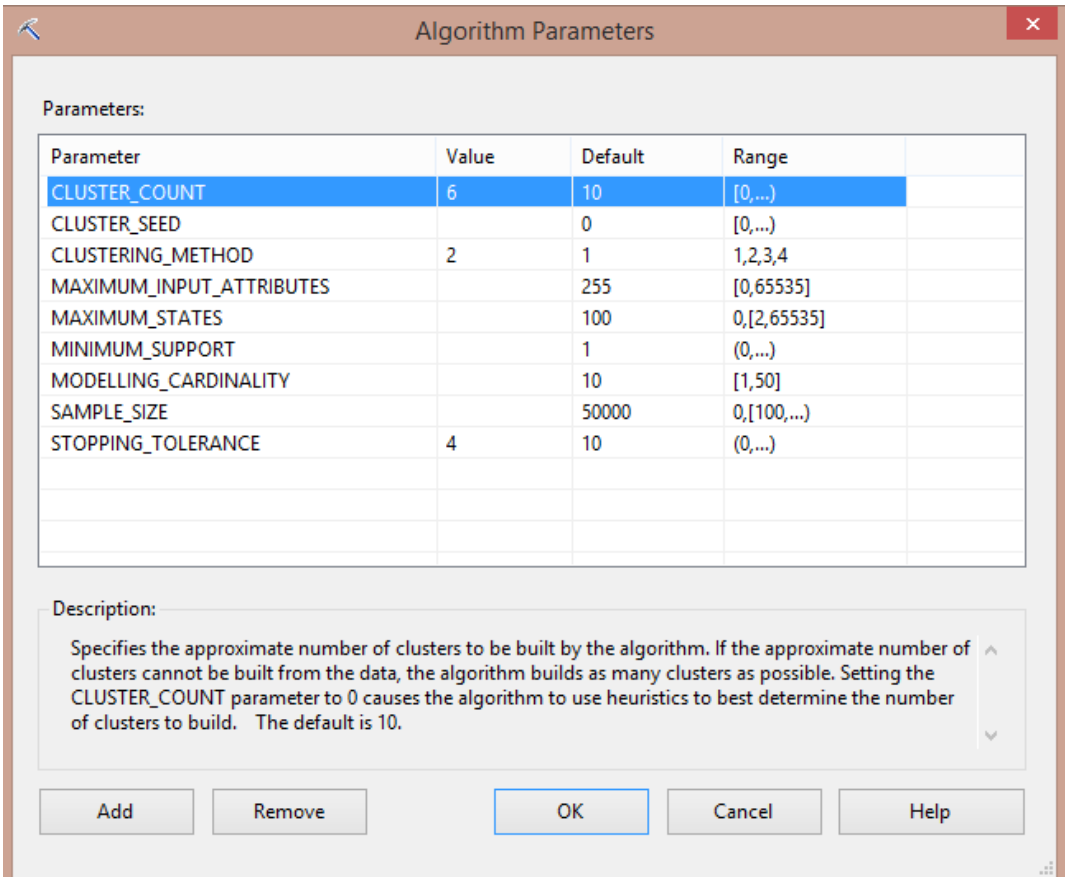 Algorithm Parameters
Parameters:
Parameter Value Default Range
CLUSTER_COUNT 6 10 [0,...)
CLUSTER_SEED 0 [0,...)
CLUSTERING_METHOD 2 1 1,2,3,4
MAXIMUM_INPUT_ATTRIBUTES 255 [0,65535]
MAXIMUM_STATES 100 0,[2,65535]
MINIMUM_SUPPORT 1 (0,...)
MODELLING_CARDINALITY 10 [1,50]
SAMPLE_SIZE 50000 0,[100,...)
STOPPING_TOLERANCE 4 10 (0,...)
Description:
Specifies the approximate number of clusters to be built by the algorithm. If the approximate number of
clusters cannot be built from the data, the algorithm builds as many clusters as possible. Setting the
CLUSTER_COUNT parameter to 0 causes the algorithm to use heuristics to best determine the number
of clusters to build. The default is 10.
Add Remove OK Cancel Help